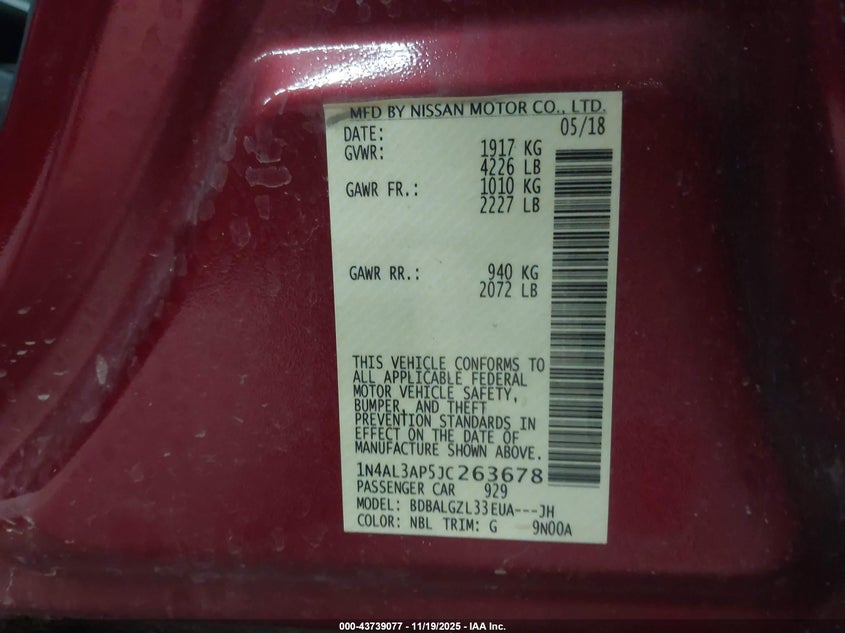 MFD BY NISSAN MOTOR CO., LTD.
DATE: 05/18
GVWR: 1917 KG
4226 LB
GAWR FR.: 1010 KG
2227 LB
GAWR RR.: 940 KG
2072 LB
THIS VEHICLE CONFORMS TO
ALL APPLICABLE FEDERAL
MOTOR VEHICLE SAFETY,
BUMPER, AND THEFT
PREVENTION STANDARDS IN
EFFECT ON THE DATE OF
MANUFACTURE SHOWN ABOVE.
1N4AL3AP5JC263678
PASSENGER CAR 929
MODEL: BDBALGZL33EUA---JH
COLOR: NBL TRIM: G 9N00A
000-43739077 - 11/19/2025 - IAA Inc.